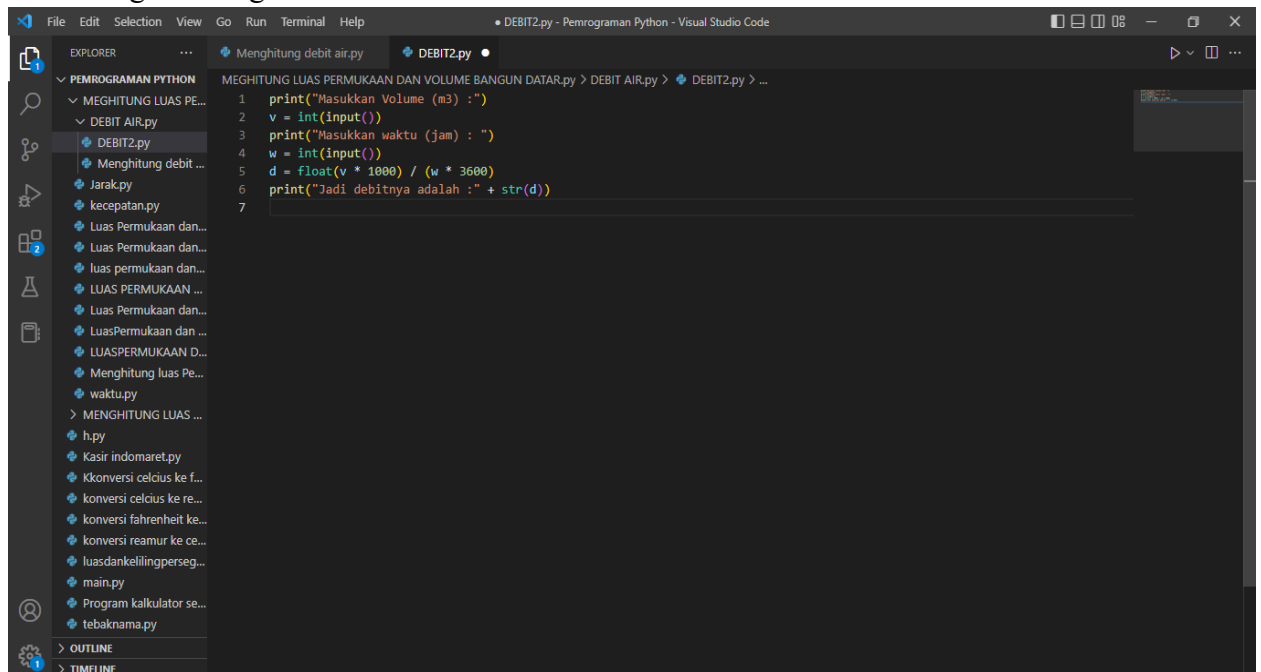 File Edit Selection View Go Run Terminal Help
● DEBIT2.py - Pemrograman Python - Visual Studio Code
EXPLORER ...
Menghitung debit air.py DEBIT2.py ●
PEMROGRAMAN PYTHON
MEGHITUNG LUAS PERMUKAAN DAN VOLUME BANGUN DATAR.py > DEBIT AIR.py > DEBIT2.py > ...
MEGHITUNG LUAS PE...
DEBIT AIR.py
DEBIT2.py
Menghitung debit ...
Jarak.py
kecepatan.py
Luas Permukaan dan...
Luas Permukaan dan...
luas permukaan dan...
LUAS PERMUKAAN ...
Luas Permukaan dan...
LuasPermukaan dan ...
LUASPERMUKAAN D...
Menghitung luas Pe...
waktu.py
MENGHITUNG LUAS ...
h.py
Kasir indomaret.py
Kkonversi celcius ke f...
konversi celcius ke re...
konversi fahrenheit ke...
konversi reamur ke ce...
luasdankelilingperseg...
main.py
Program kalkulator se...
tebaknama.py
OUTLINE
TIMELINE
1 print("Masukkan Volume (m3) :")
2 v = int(input())
3 print("Masukkan waktu (jam) : ")
4 w = int(input())
5 d = float(v * 1000) / (w * 3600)
6 print("Jadi debitnya adalah :" + str(d))
7
1
2
1